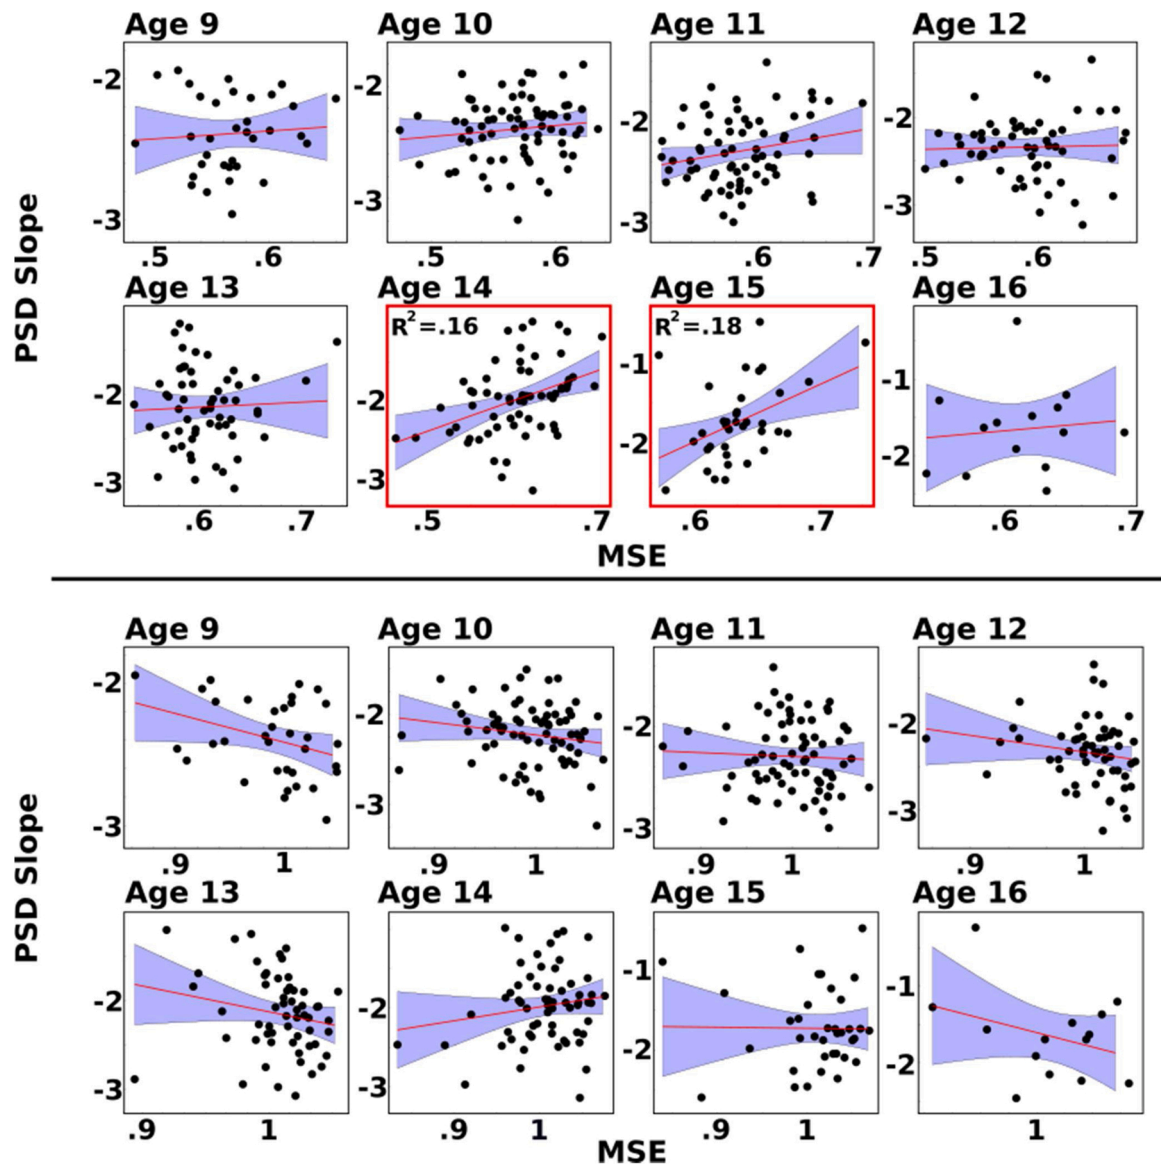 Age 9 Age 10 Age 11 Age 12
-2 -2 -2 -2
-3 -3 -3 -3
.5 .6 .5 .6 .6 .7 .5 .6
PSD Slope
Age 13 Age 14 Age 15 Age 16
R²=.16 R²=.18
-2 -2 -1 -1
-3 -3 -2 -2
.6 .7 .5 .7 .6 .7 .6 .7
MSE
Age 9 Age 10 Age 11 Age 12
-2 -2 -2 -2
-3 -3 -3 -3
.9 1 .9 1 .9 1 .9 1
PSD Slope
Age 13 Age 14 Age 15 Age 16
-2 -2 -1 -1
-3 -3 -2 -2
.9 1 .9 1 .9 1 1
MSE